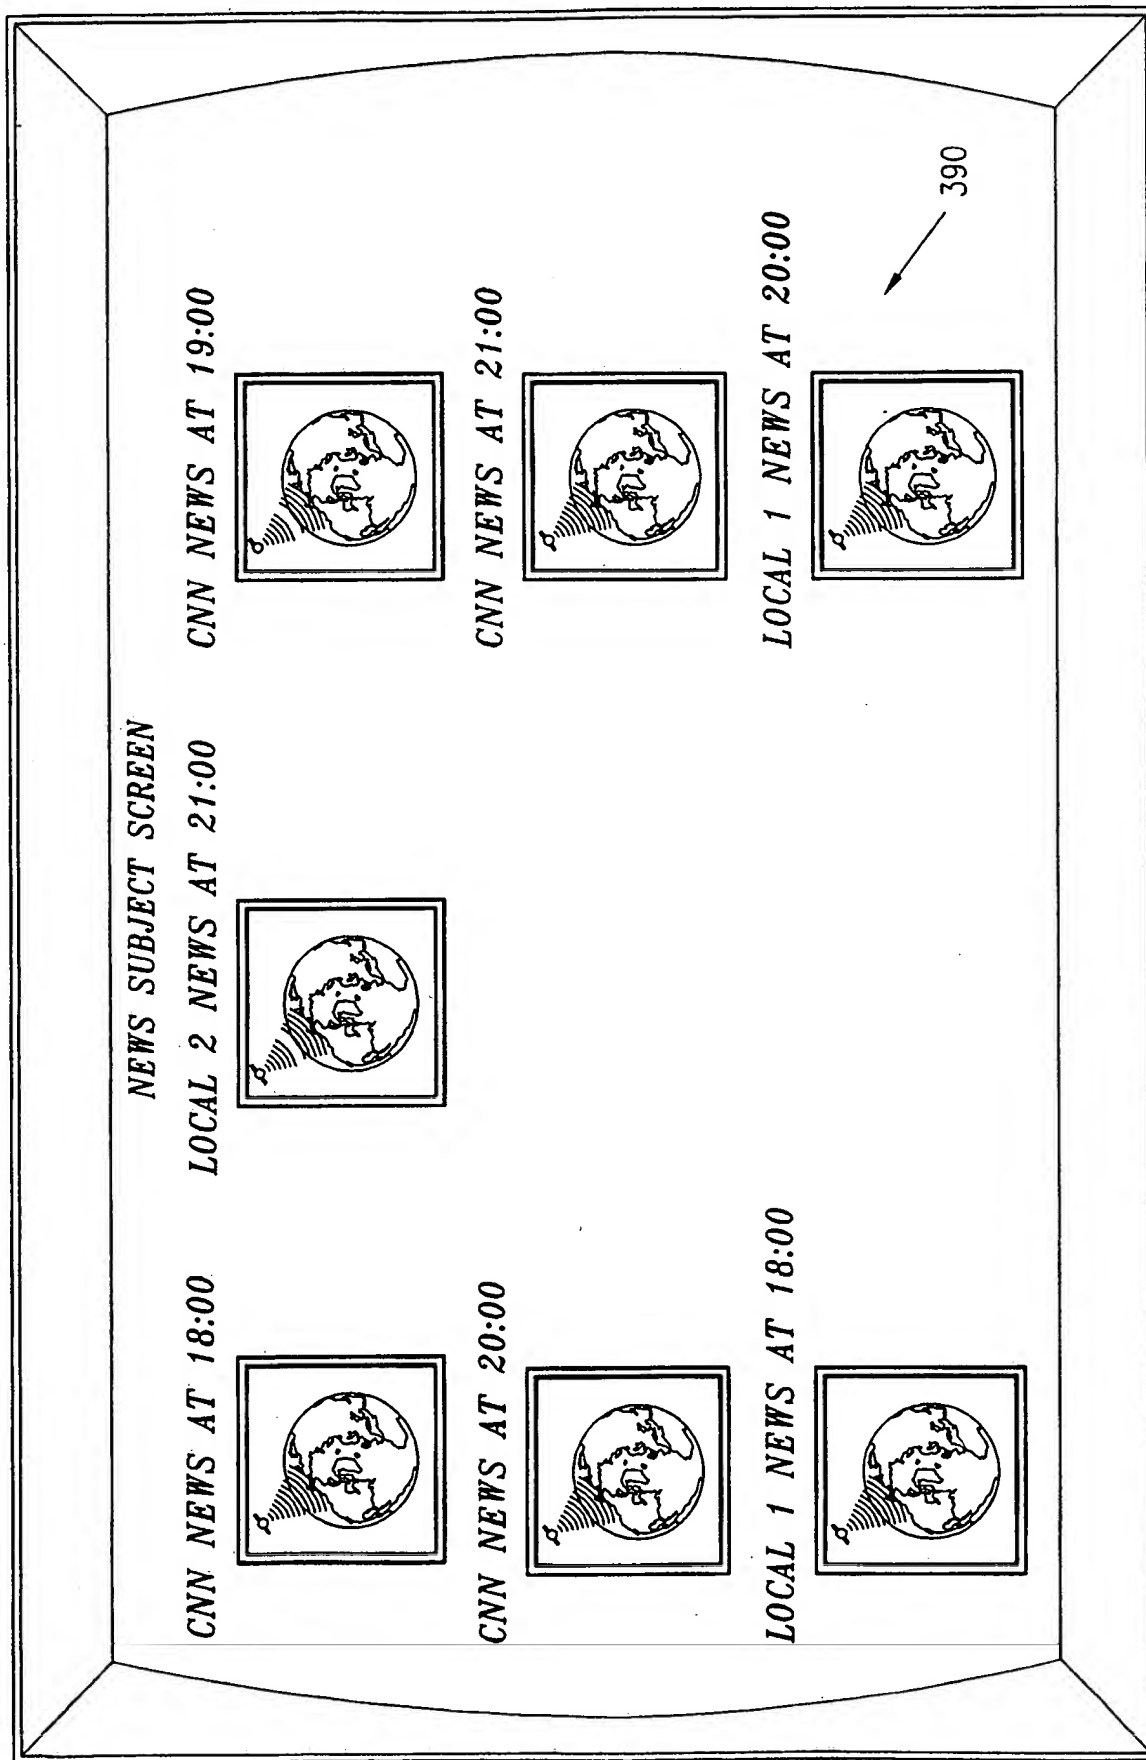 NEWS SUBJECT SCREEN
CNN NEWS AT 18:00
LOCAL 2 NEWS AT 21:00
CNN NEWS AT 19:00
CNN NEWS AT 20:00
CNN NEWS AT 21:00
LOCAL 1 NEWS AT 18:00
LOCAL 1 NEWS AT 20:00
390